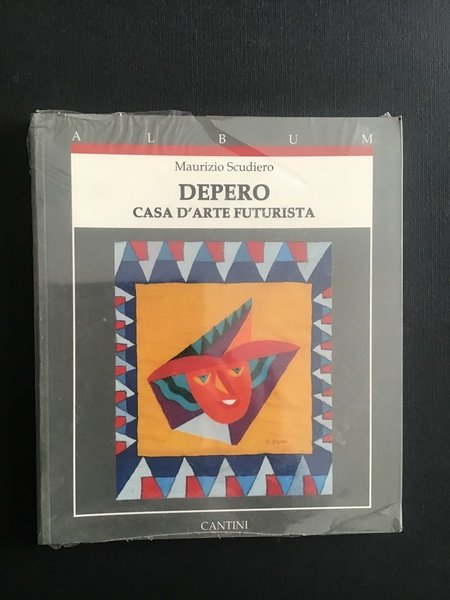 ALBUM
Maurizio Scudiero
DEPERO
CASA D'ARTE FUTURISTA
CANTINI